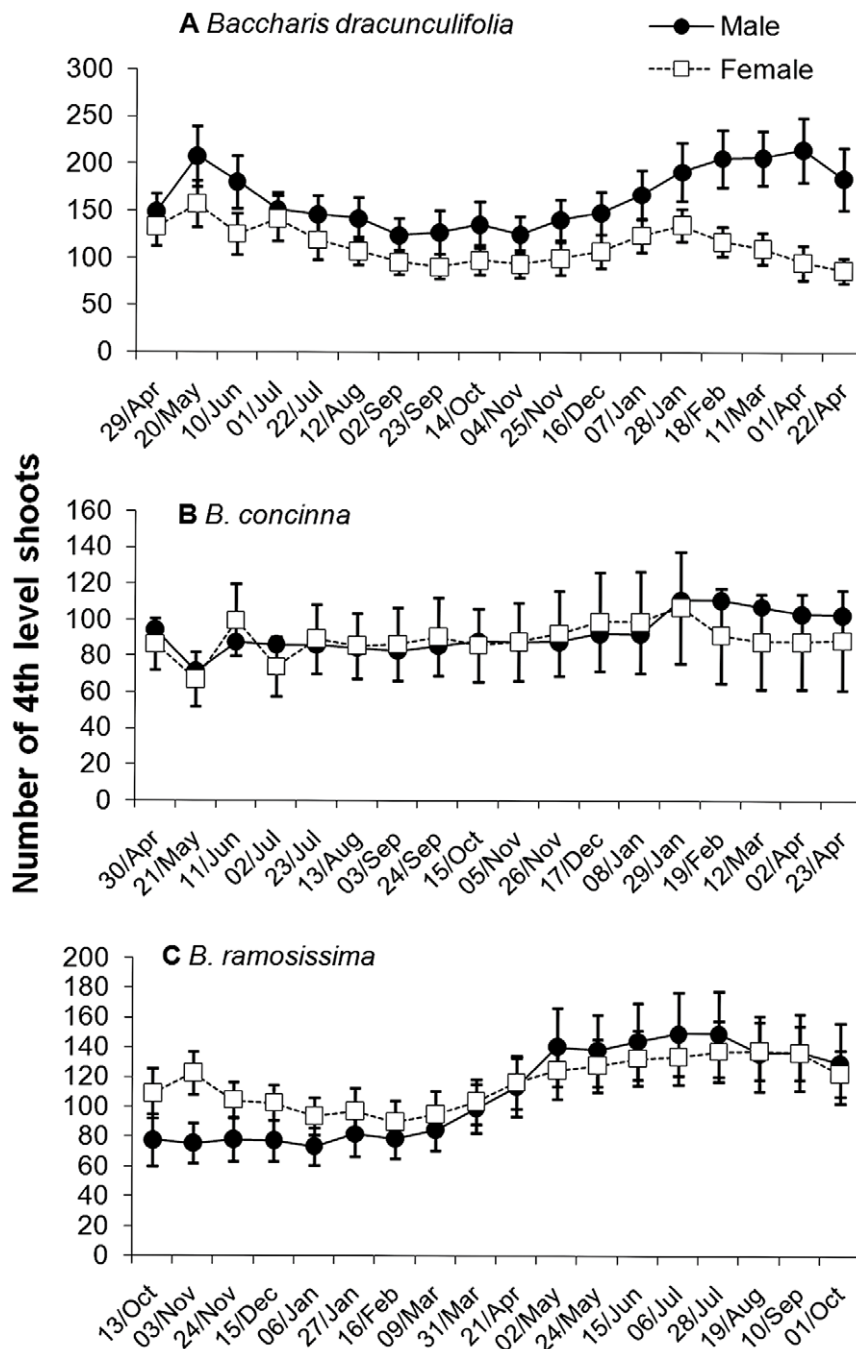 A Baccharis dracunculifolia
Male
Female
300
250
200
150
100
50
0
29/Apr
20/May
10/Jun
01/Jul
22/Jul
12/Aug
02/Sep
23/Sep
14/Oct
04/Nov
25/Nov
16/Dec
07/Jan
28/Jan
18/Feb
11/Mar
01/Apr
22/Apr
Number of 4th level shoots
B B. concinna
160
140
120
100
80
60
40
20
0
30/Apr
21/May
11/Jun
02/Jul
23/Jul
13/Aug
03/Sep
24/Sep
15/Oct
05/Nov
26/Nov
17/Dec
08/Jan
29/Jan
19/Feb
12/Mar
02/Apr
23/Apr
C B. ramosissima
200
180
160
140
120
100
80
60
40
20
0
13/Oct
03/Nov
24/Nov
15/Dec
06/Jan
27/Jan
16/Feb
09/Mar
31/Mar
21/Apr
02/May
24/May
15/Jun
06/Jul
28/Jul
19/Aug
10/Sep
01/Oct